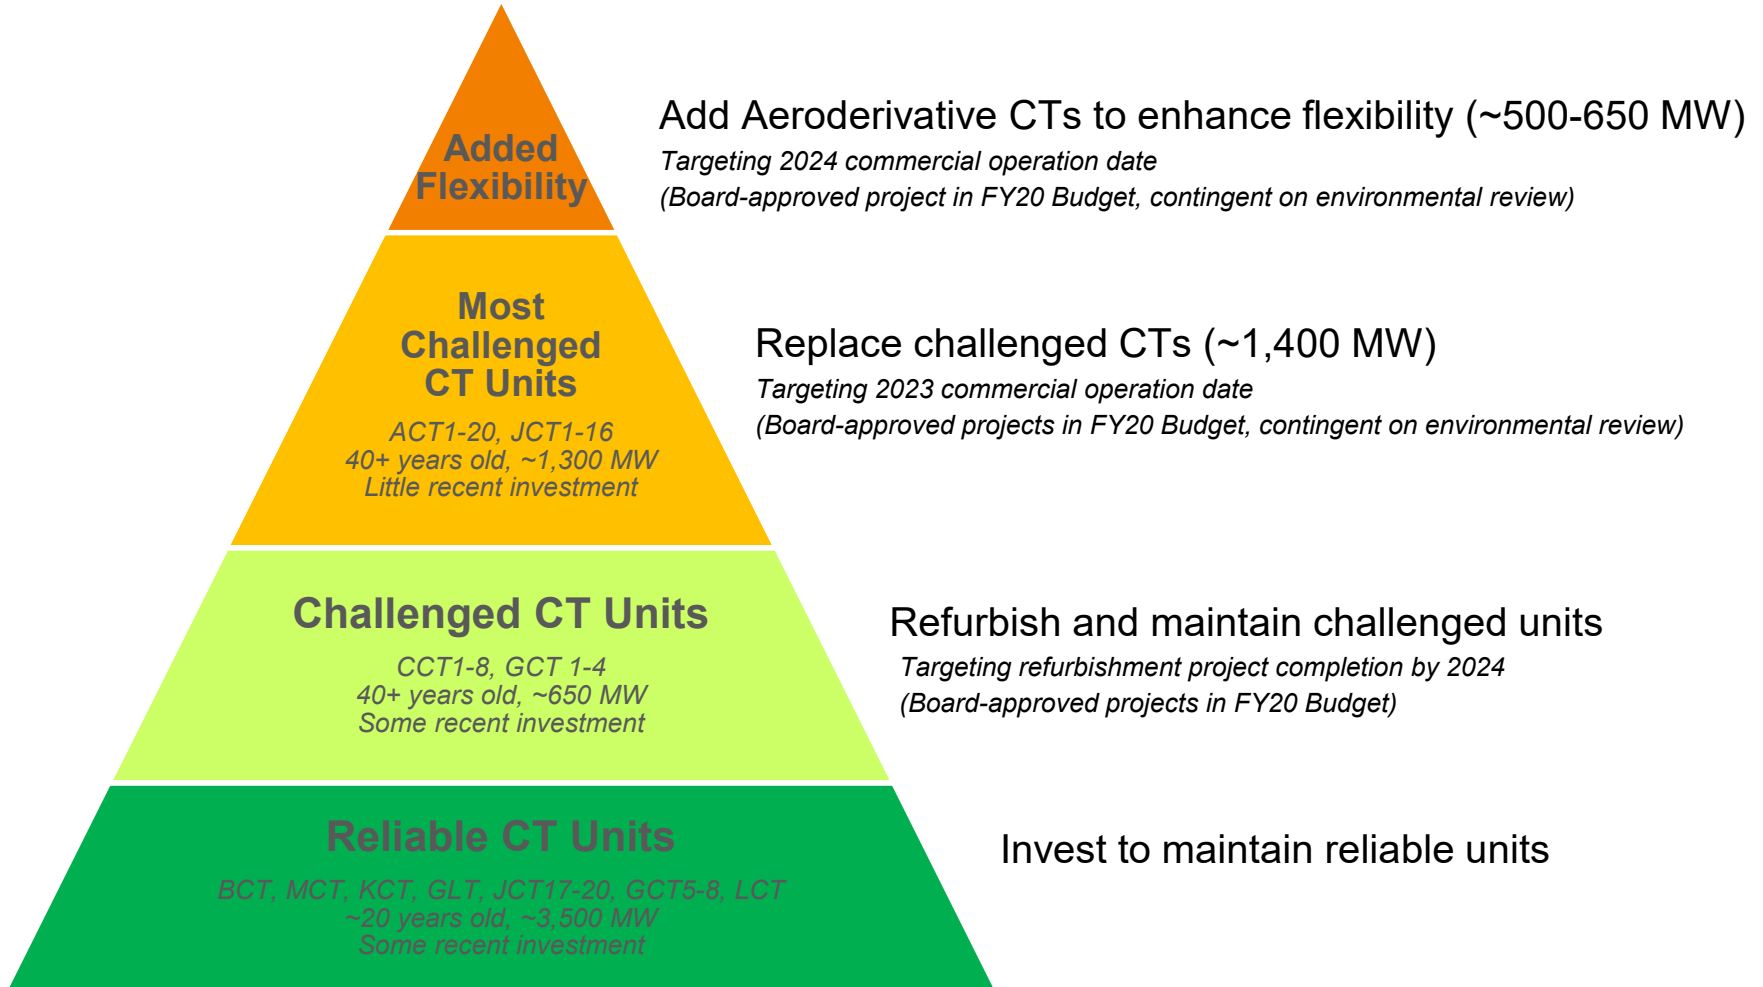 Added
Flexibility
Add Aeroderivative CTs to enhance flexibility (~500-650 MW)
Targeting 2024 commercial operation date
(Board-approved project in FY20 Budget, contingent on environmental review)
Most
Challenged
CT Units
ACT1-20, JCT1-16
40+ years old, ~1,300 MW
Little recent investment
Replace challenged CTs (~1,400 MW)
Targeting 2023 commercial operation date
(Board-approved projects in FY20 Budget, contingent on environmental review)
Challenged CT Units
CCT1-8, GCT 1-4
40+ years old, ~650 MW
Some recent investment
Refurbish and maintain challenged units
Targeting refurbishment project completion by 2024
(Board-approved projects in FY20 Budget)
Reliable CT Units
BCT, MCT, KCT, GLT, JCT17-20, GCT5-8, LCT
~20 years old, ~3,500 MW
Some recent investment
Invest to maintain reliable units